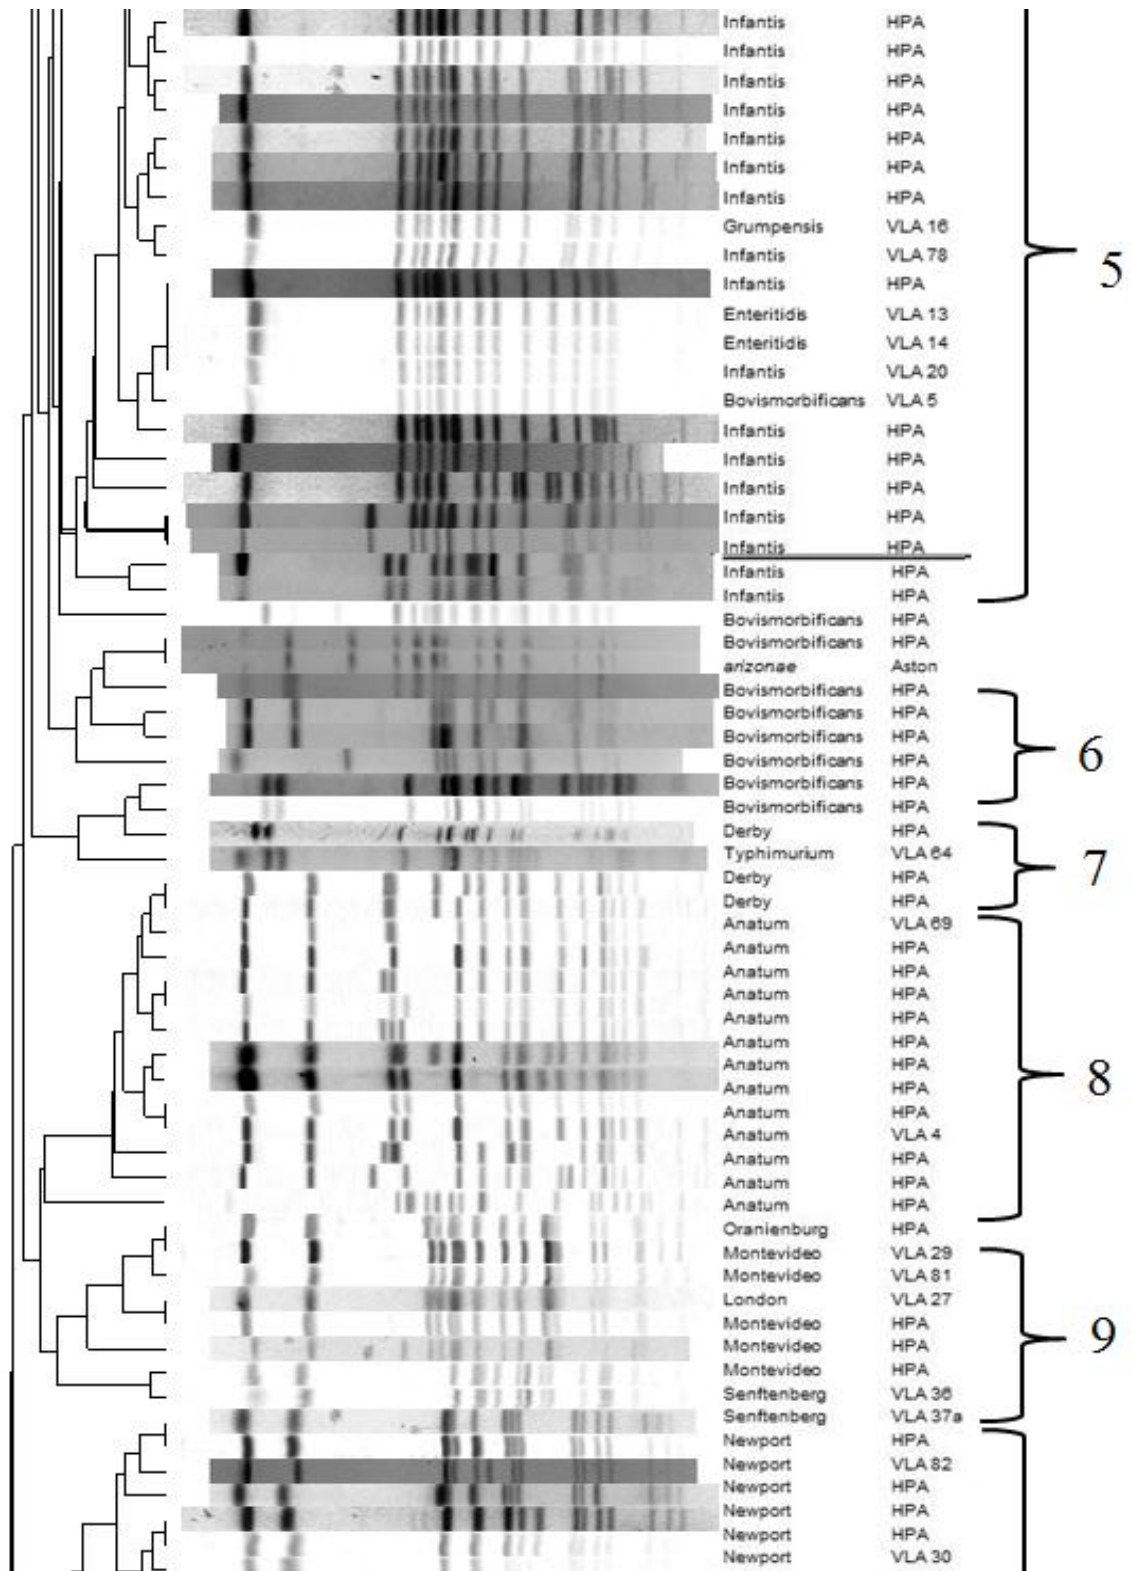 Infantis HPA
Infantis HPA
Infantis HPA
Infantis HPA
Infantis HPA
Infantis HPA
Infantis HPA
Grumpensis VLA 16
Infantis VLA 78
5
Infantis HPA
Enteritidis VLA 13
Enteritidis VLA 14
Infantis VLA 20
Bovismorbificans VLA 5
Infantis HPA
Infantis HPA
Infantis HPA
Infantis HPA
Infantis HPA
Infantis HPA
Infantis HPA
Bovismorbificans HPA
Bovismorbificans HPA
arizonae Aston
Bovismorbificans HPA
Bovismorbificans HPA
Bovismorbificans HPA
6
Bovismorbificans HPA
Bovismorbificans HPA
Bovismorbificans HPA
Derby HPA
Typhimurium VLA 64
7
Derby HPA
Derby HPA
Anatum VLA 69
Anatum HPA
Anatum HPA
Anatum HPA
Anatum HPA
Anatum HPA
Anatum HPA
8
Anatum HPA
Anatum HPA
Anatum VLA 4
Anatum HPA
Anatum HPA
Anatum HPA
Oranienburg HPA
Montevideo VLA 29
Montevideo VLA 81
London VLA 27
Montevideo HPA
9
Montevideo HPA
Montevideo HPA
Senftenberg VLA 36
Senftenberg VLA 37a
Newport HPA
Newport VLA 82
Newport HPA
Newport HPA
Newport HPA
Newport VLA 30